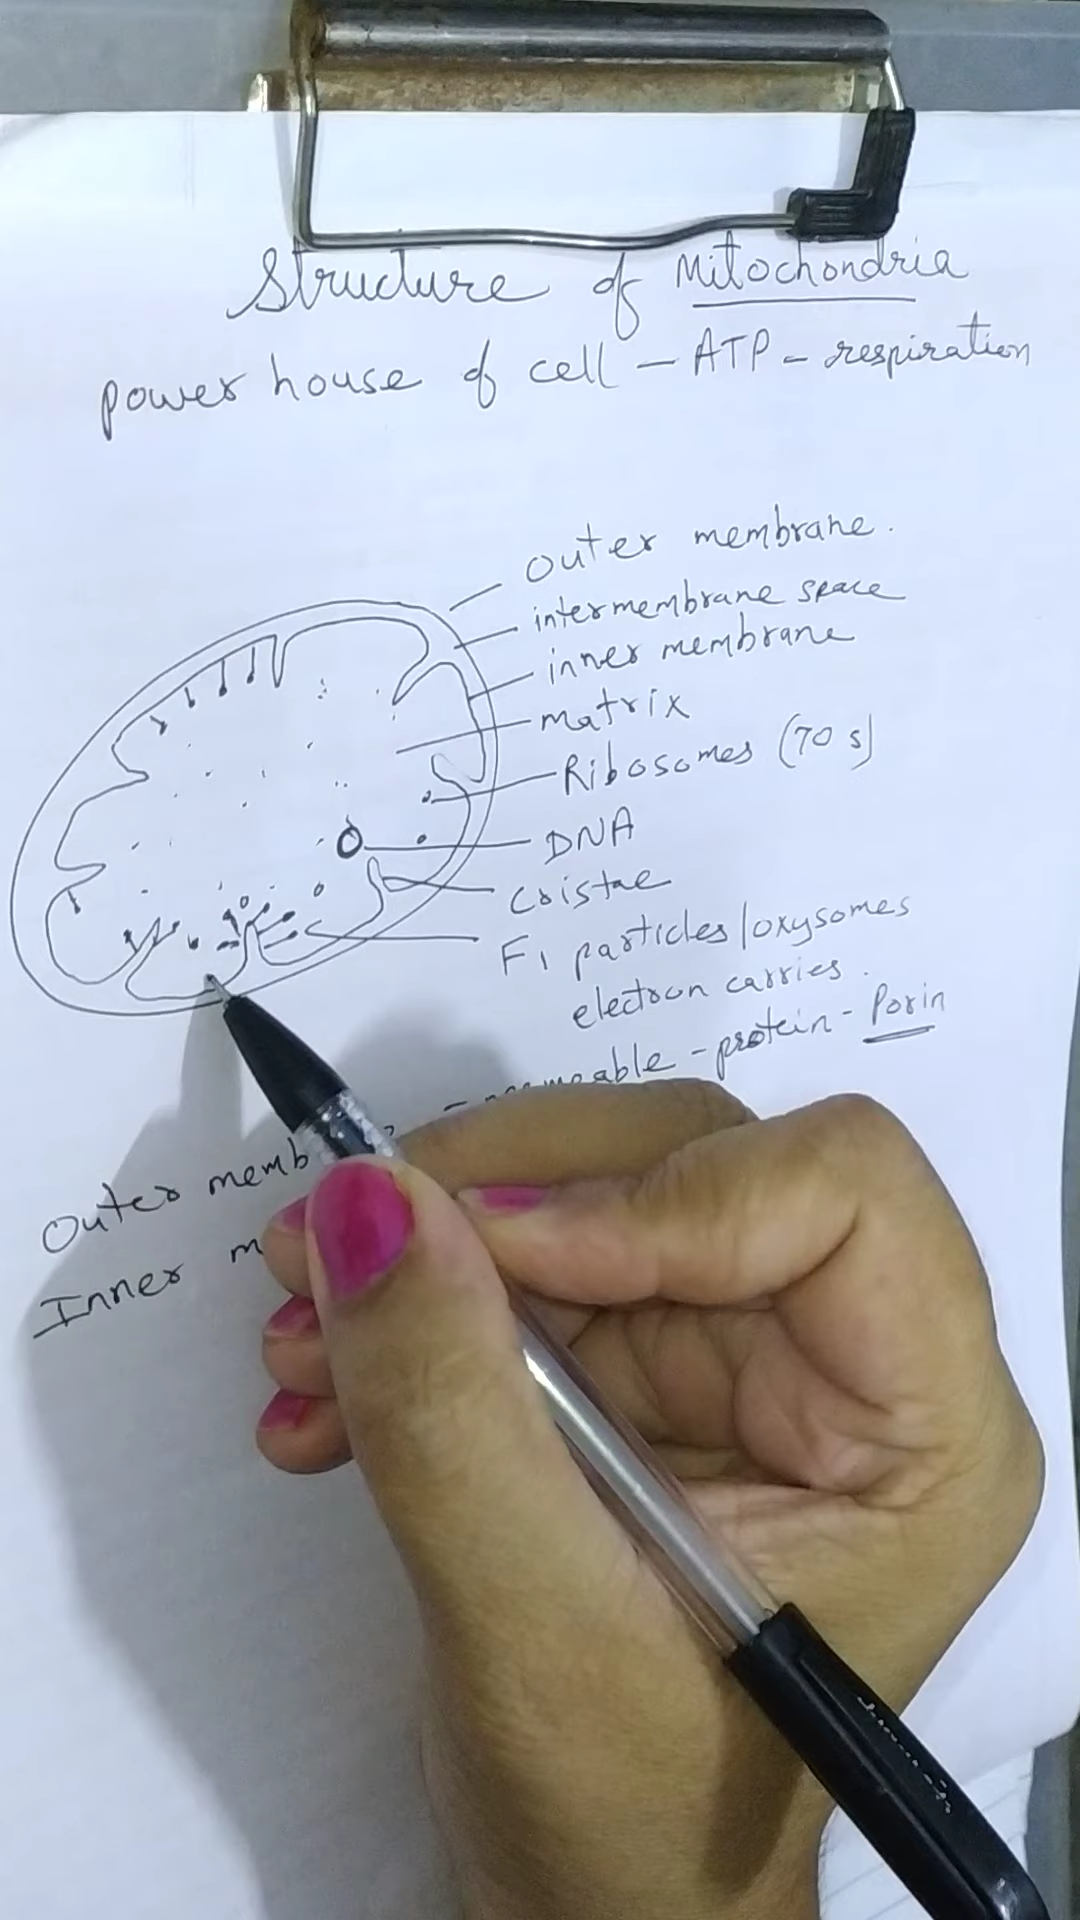 Structure of Mitochondria
power house of cell - ATP - respiration
outer membrane.
intermembrane space
inner membrane
matrix
Ribosomes (70 s)
DNA
Cristae
F1 particles/oxysomes
electron carries.
- permeable - protein - Porin
Outer memb
Inner m